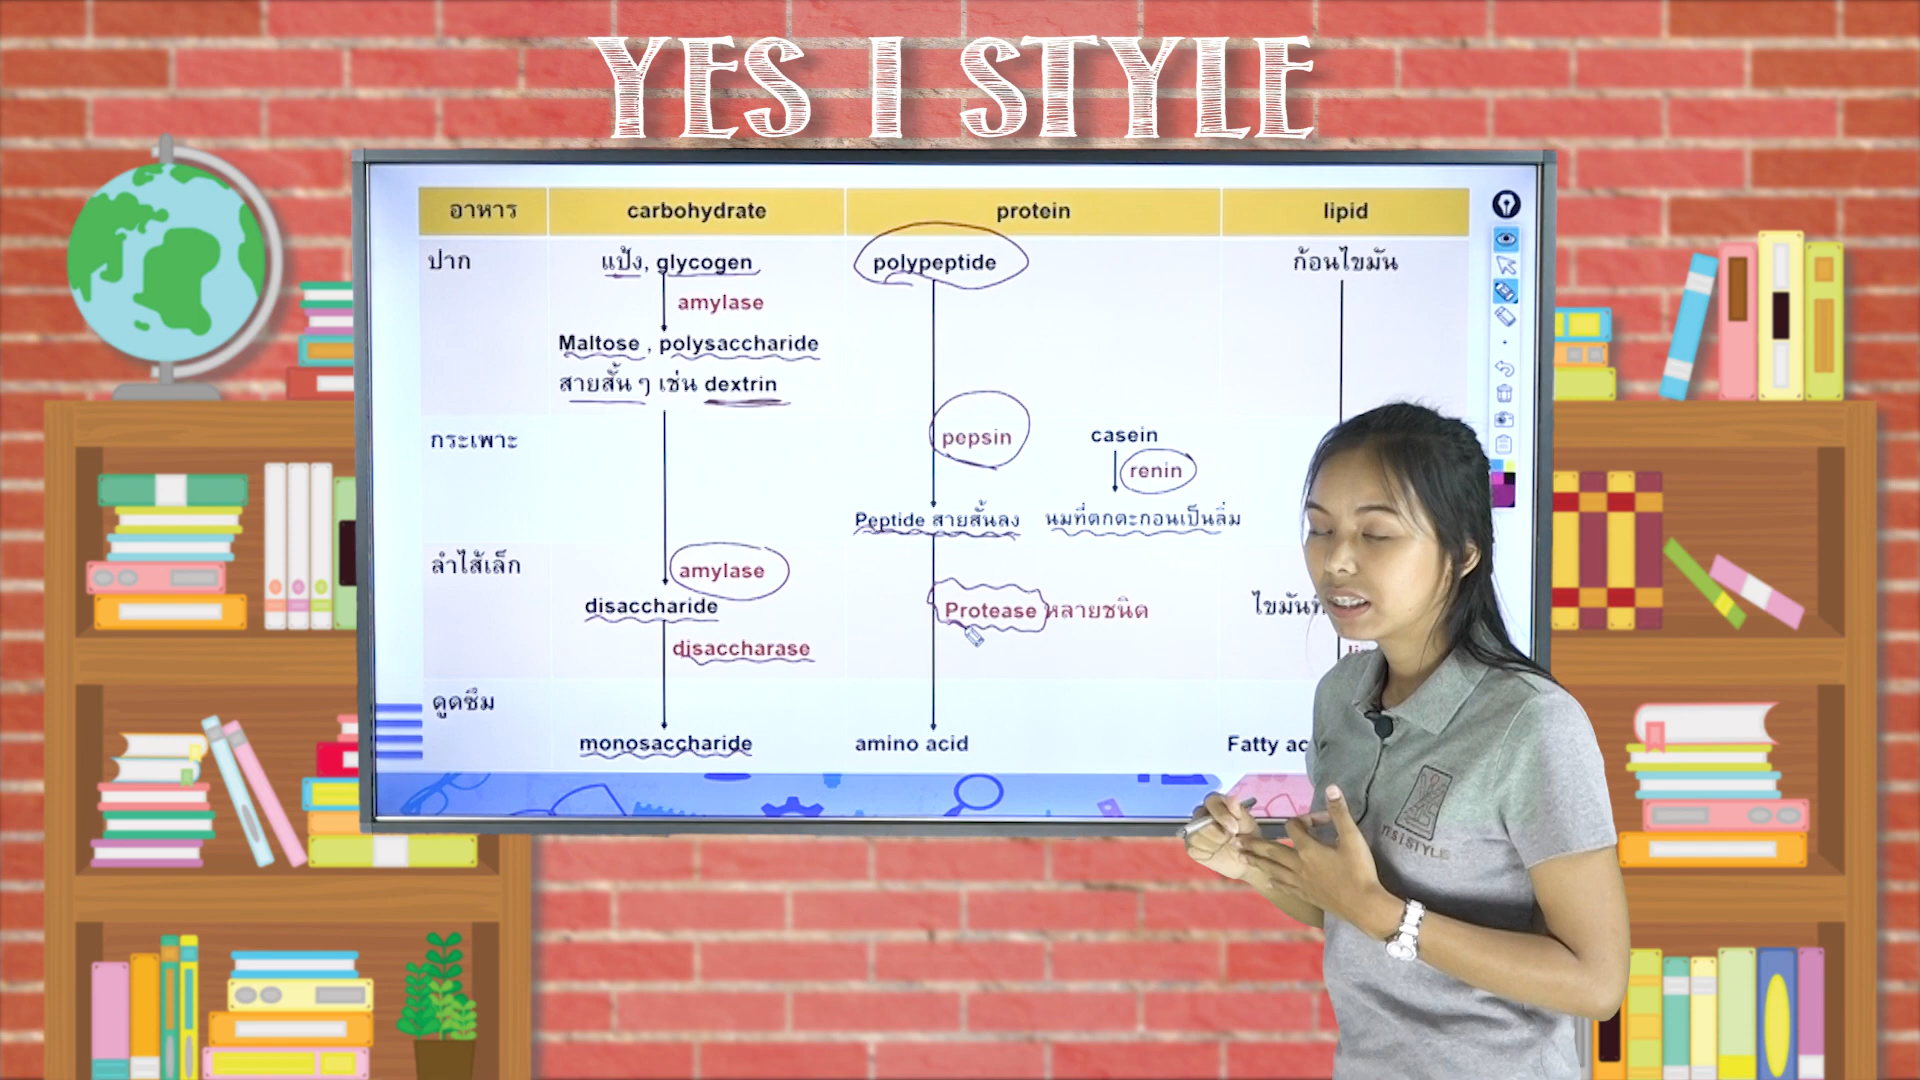 YES I STYLE
อาหาร carbohydrate protein lipid
ปาก แป้ง, glycogen polypeptide ก้อนไขมัน
amylase
Maltose , polysaccharide
สายสั้น ๆ เช่น dextrin
กระเพาะ pepsin casein
renin
Peptide สายสั้นลง นมที่ตกตะกอนเป็นลิ่ม
ลำไส้เล็ก amylase
disaccharide Protease หลายชนิด
disaccharase
ดูดซึม
monosaccharide amino acid Fatty ac
YES I STYLE